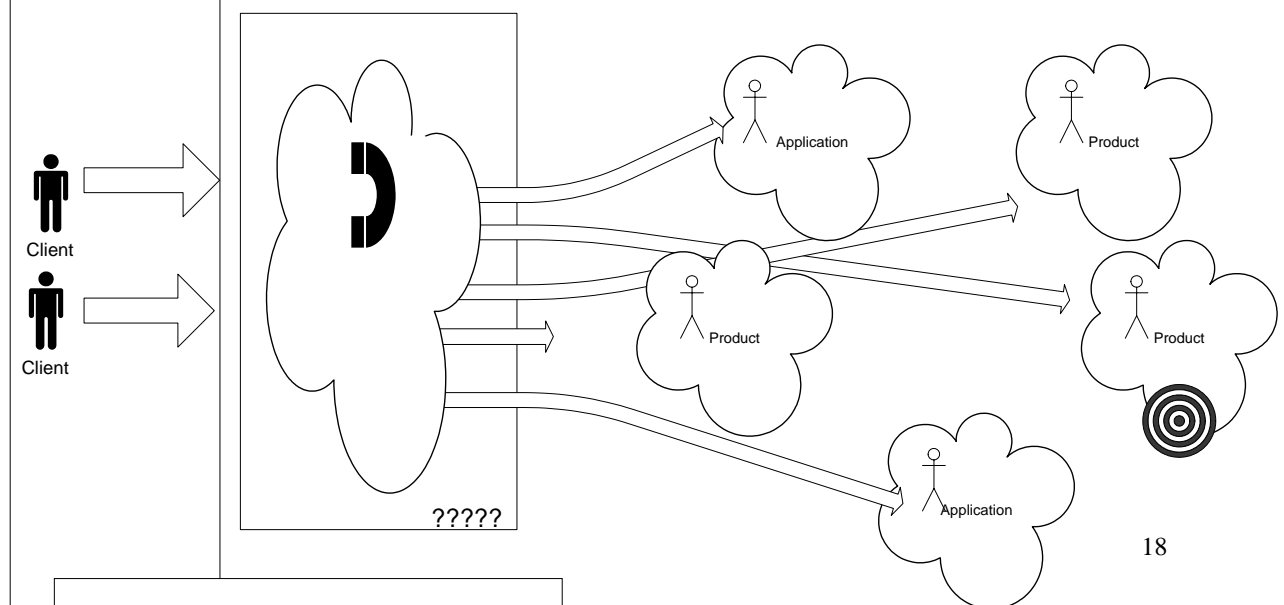 Client
Client
?????
Application
Product
Product
Product
Application
18